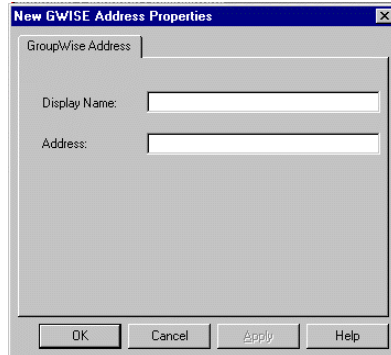 New GWISE Address Properties
GroupWise Address
Display Name:
Address:
OK Cancel Apply Help